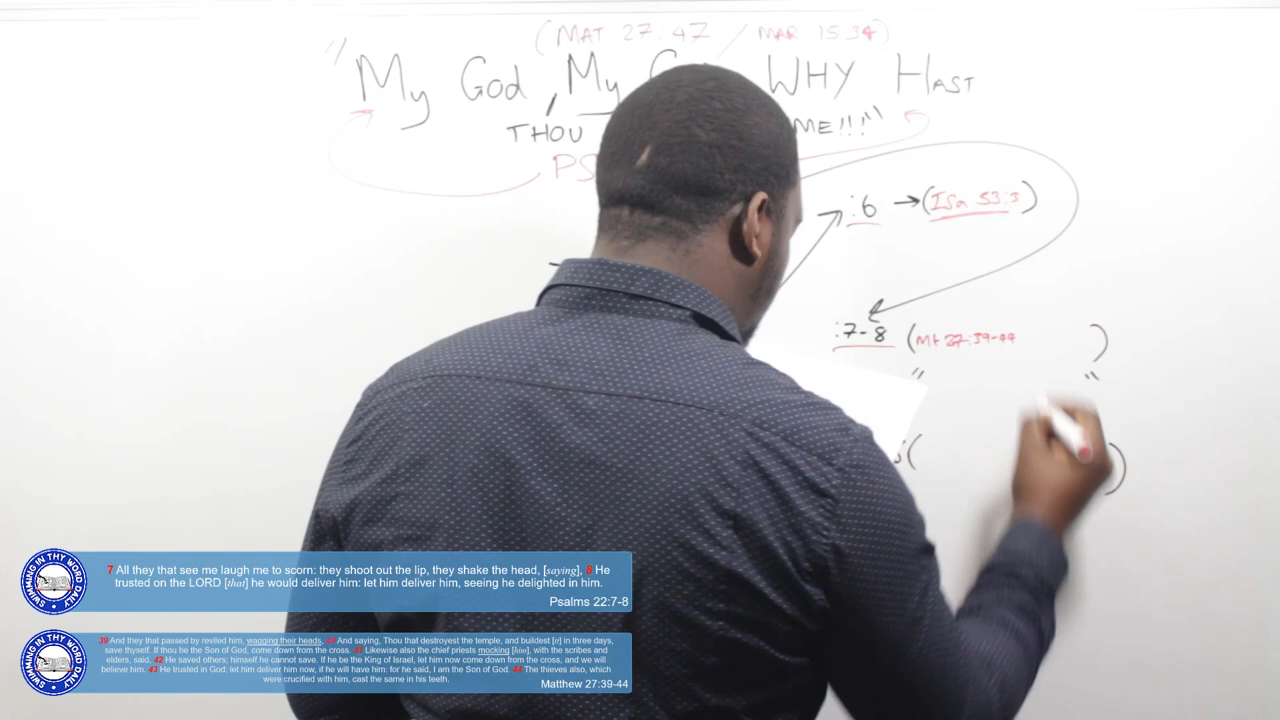 (MAT 27:47 / MAR 15:34)
"My God, My G WHY HAST
THOU ME!!!"
PS
:6 → (ISa 53:3)
:7-8 (Mt 27:39-44 )
" "
( )
SWIMMING IN THY WORD DAILY
7 All they that see me laugh me to scorn: they shoot out the lip, they shake the head, [saying], 8 He
trusted on the LORD [that] he would deliver him: let him deliver him, seeing he delighted in him.
Psalms 22:7-8
SWIMMING IN THY WORD DAILY
39 And they that passed by reviled him, wagging their heads, 40 And saying, Thou that destroyest the temple, and buildest [it] in three days,
save thyself. If thou be the Son of God, come down from the cross. 41 Likewise also the chief priests mocking [him], with the scribes and
elders, said, 42 He saved others; himself he cannot save. If he be the King of Israel, let him now come down from the cross, and we will
believe him. 43 He trusted in God; let him deliver him now, if he will have him: for he said, I am the Son of God. 44 The thieves also, which
were crucified with him, cast the same in his teeth.
Matthew 27:39-44